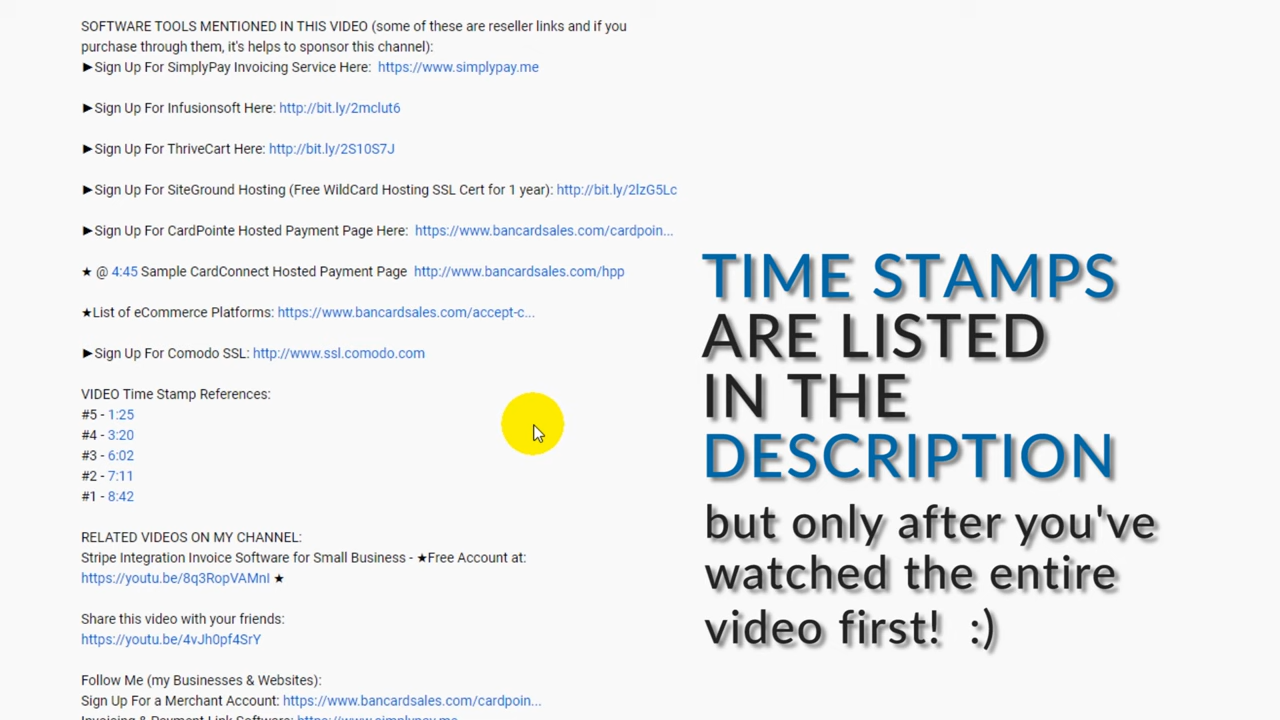 SOFTWARE TOOLS MENTIONED IN THIS VIDEO (some of these are reseller links and if you
purchase through them, it's helps to sponsor this channel):
►Sign Up For SimplyPay Invoicing Service Here: https://www.simplypay.me
►Sign Up For Infusionsoft Here: http://bit.ly/2mclut6
►Sign Up For ThriveCart Here: http://bit.ly/2S10S7J
►Sign Up For SiteGround Hosting (Free WildCard Hosting SSL Cert for 1 year): http://bit.ly/2lzG5Lc
►Sign Up For CardPointe Hosted Payment Page Here: https://www.bancardsales.com/cardpoin...
★ @ 4:45 Sample CardConnect Hosted Payment Page http://www.bancardsales.com/hpp
★List of eCommerce Platforms: https://www.bancardsales.com/accept-c...
►Sign Up For Comodo SSL: http://www.ssl.comodo.com
VIDEO Time Stamp References:
#5 - 1:25
#4 - 3:20
#3 - 6:02
#2 - 7:11
#1 - 8:42
RELATED VIDEOS ON MY CHANNEL:
Stripe Integration Invoice Software for Small Business - ★Free Account at:
https://youtu.be/8q3RopVAMnI ★
Share this video with your friends:
https://youtu.be/4vJh0pf4SrY
Follow Me (my Businesses & Websites):
Sign Up For a Merchant Account: https://www.bancardsales.com/cardpoin...
Invoicing & Payment Link Software: https://www.simplypay.me
TIME STAMPS
ARE LISTED
IN THE
DESCRIPTION
but only after you've
watched the entire
video first! :)